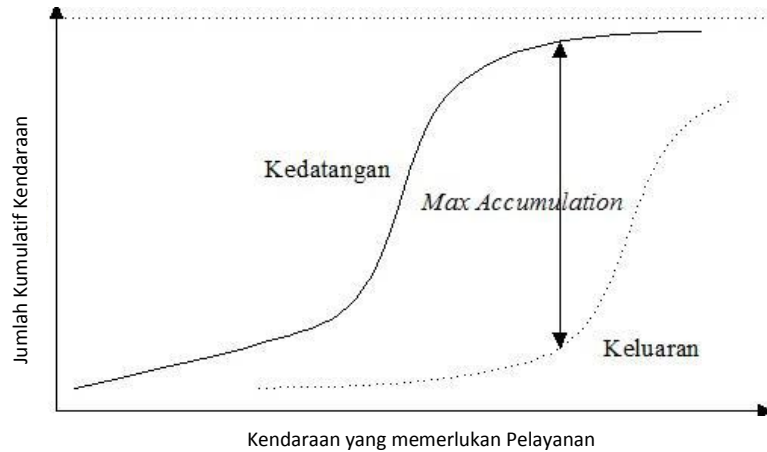 Jumlah Kumulatif Kendaraan
Kedatangan
Max Accumulation
Keluaran
Kendaraan yang memerlukan Pelayanan